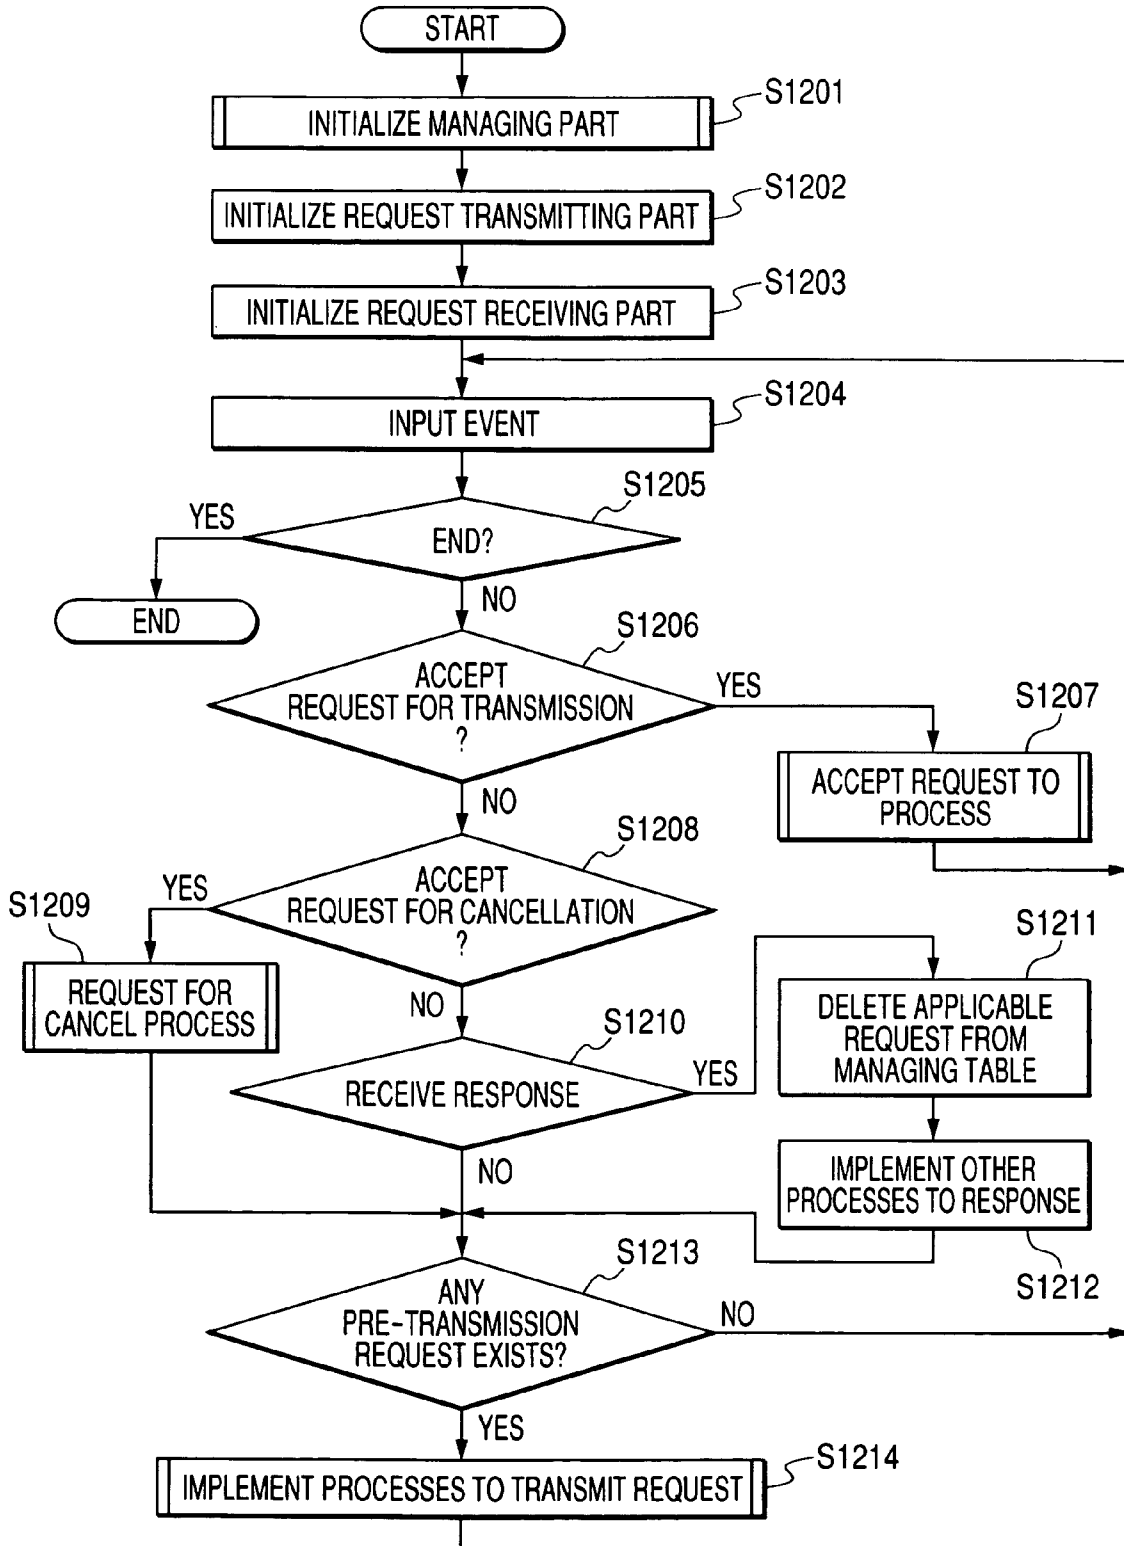 START
INITIALIZE MANAGING PART
S1201
INITIALIZE REQUEST TRANSMITTING PART
S1202
INITIALIZE REQUEST RECEIVING PART
S1203
INPUT EVENT
S1204
END?
S1205
YES
END
NO
S1206
ACCEPT
REQUEST FOR TRANSMISSION
?
YES
S1207
ACCEPT REQUEST TO
PROCESS
NO
S1208
ACCEPT
REQUEST FOR CANCELLATION
?
YES
S1209
REQUEST FOR
CANCEL PROCESS
NO
S1210
RECEIVE RESPONSE
YES
S1211
DELETE APPLICABLE
REQUEST FROM
MANAGING TABLE
IMPLEMENT OTHER
PROCESSES TO RESPONSE
S1212
NO
S1213
ANY
PRE-TRANSMISSION
REQUEST EXISTS?
NO
YES
IMPLEMENT PROCESSES TO TRANSMIT REQUEST
S1214